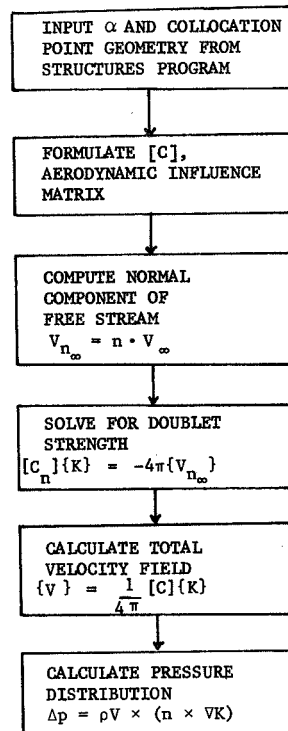 INPUT α AND COLLOCATION
POINT GEOMETRY FROM
STRUCTURES PROGRAM
FORMULATE [C],
AERODYNAMIC INFLUENCE
MATRIX
COMPUTE NORMAL
COMPONENT OF
FREE STREAM
V_{n_∞} = n · V_∞
SOLVE FOR DOUBLET
STRENGTH
[C_n]{K} = -4π{V_{n_∞}}
CALCULATE TOTAL
VELOCITY FIELD
{V} = 1/4π [C]{K}
CALCULATE PRESSURE
DISTRIBUTION
Δp = ρV × (n × ∇K)